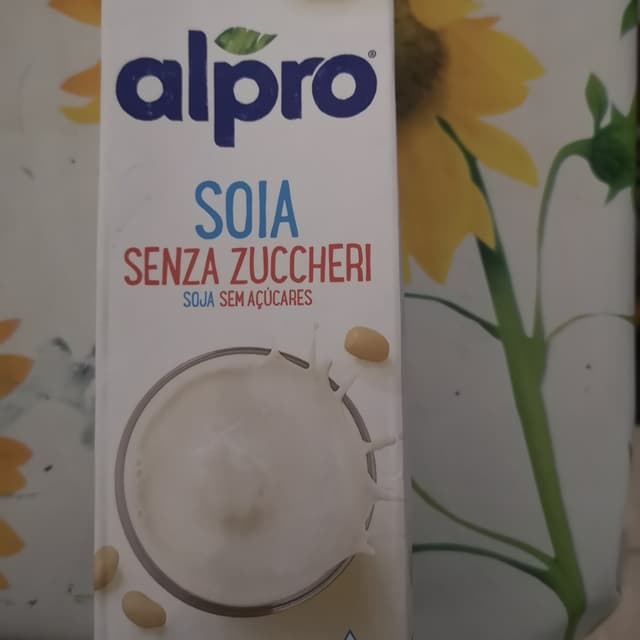 alpro®
SOIA
SENZA ZUCCHERI
SOJA SEM AÇÚCARES